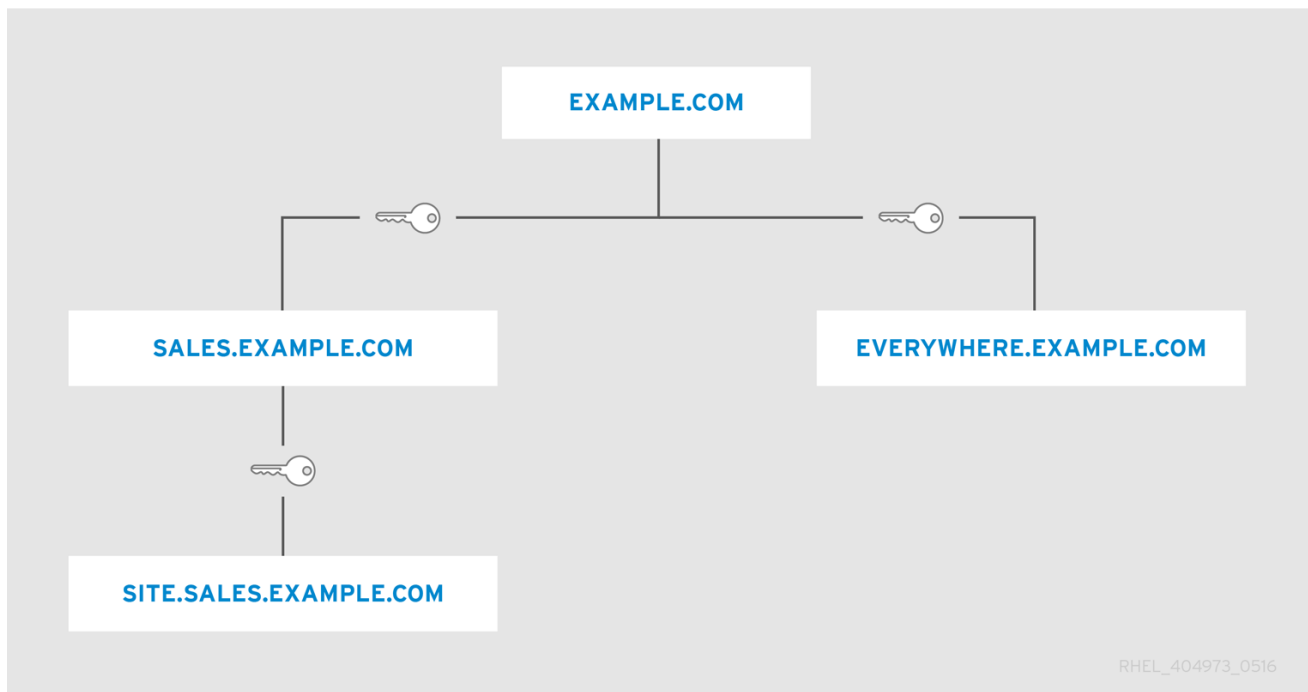 EXAMPLE.COM
SALES.EXAMPLE.COM
EVERYWHERE.EXAMPLE.COM
SITE.SALES.EXAMPLE.COM
RHEL_404973_0516